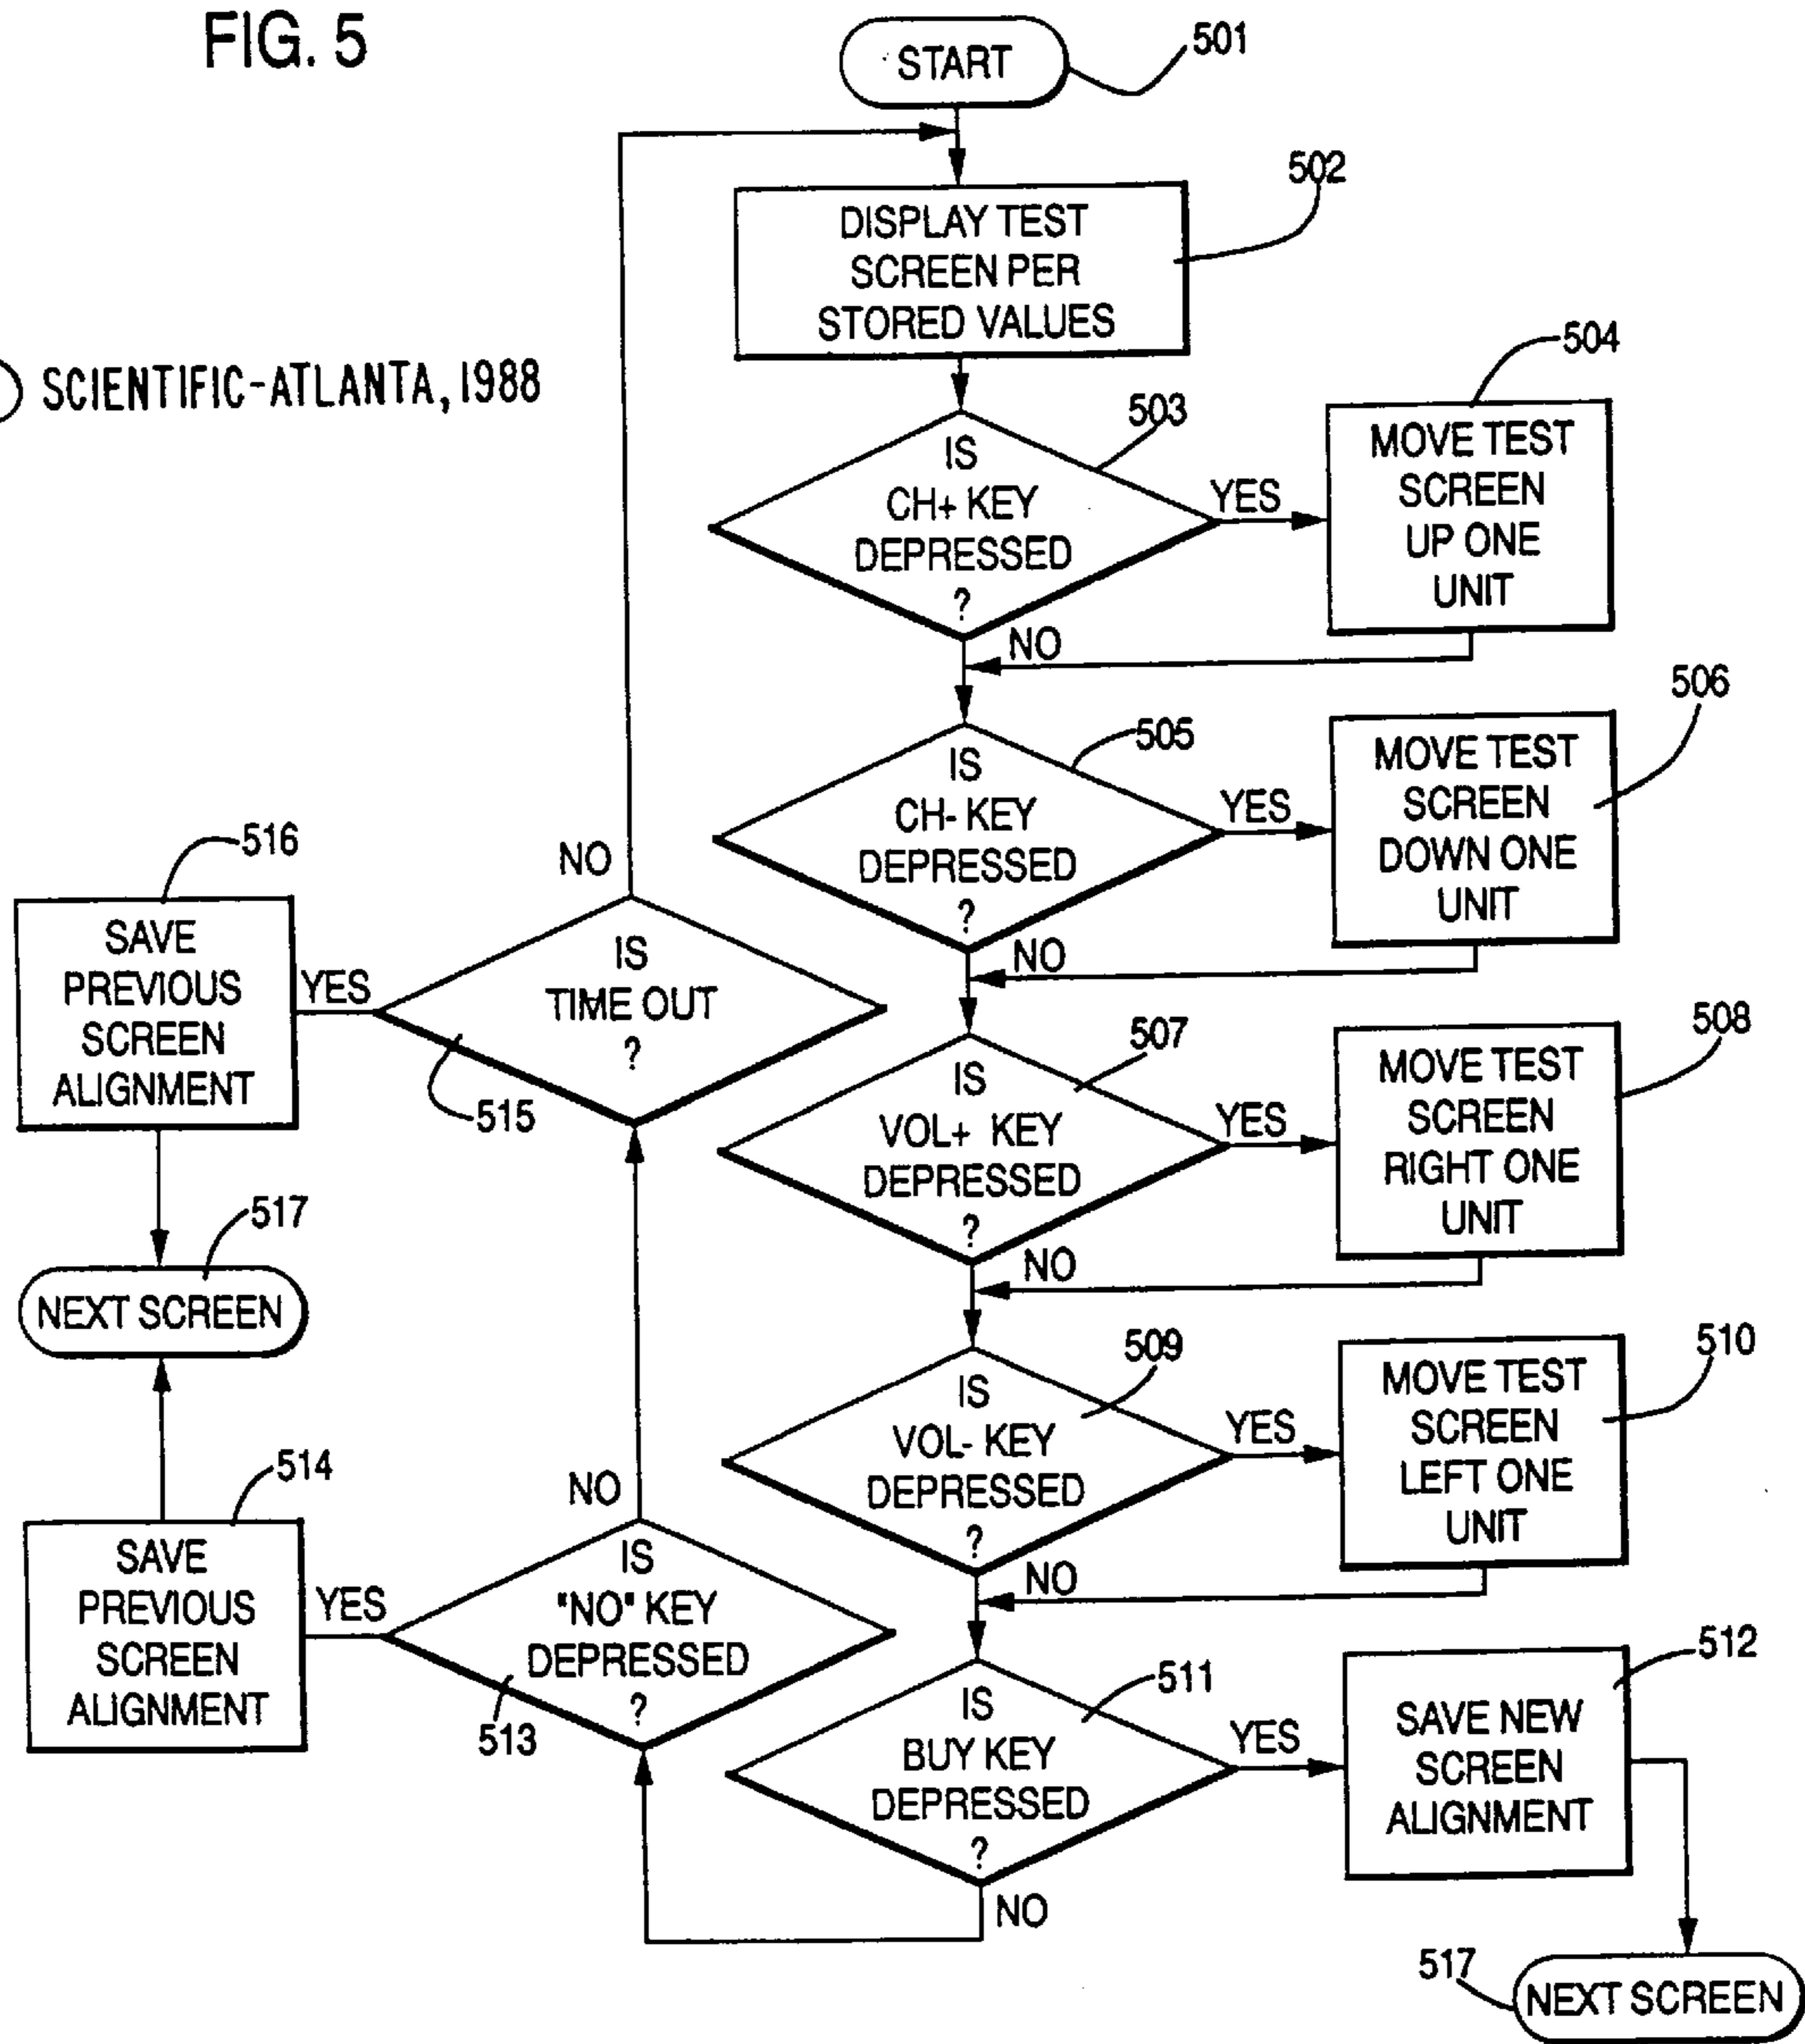 FIG. 5
START
501
502
DISPLAY TEST
SCREEN PER
STORED VALUES
SCIENTIFIC-ATLANTA, 1988
503
IS
CH+ KEY
DEPRESSED
?
YES
NO
504
MOVE TEST
SCREEN
UP ONE
UNIT
505
IS
CH- KEY
DEPRESSED
?
YES
NO
506
MOVE TEST
SCREEN
DOWN ONE
UNIT
507
IS
VOL+ KEY
DEPRESSED
?
YES
NO
508
MOVE TEST
SCREEN
RIGHT ONE
UNIT
509
IS
VOL- KEY
DEPRESSED
?
YES
NO
510
MOVE TEST
SCREEN
LEFT ONE
UNIT
511
IS
BUY KEY
DEPRESSED
?
YES
NO
512
SAVE NEW
SCREEN
ALIGNMENT
517
NEXT SCREEN
513
IS
"NO" KEY
DEPRESSED
?
YES
NO
514
SAVE
PREVIOUS
SCREEN
ALIGNMENT
515
IS
TIME OUT
?
YES
NO
516
SAVE
PREVIOUS
SCREEN
ALIGNMENT
517
NEXT SCREEN